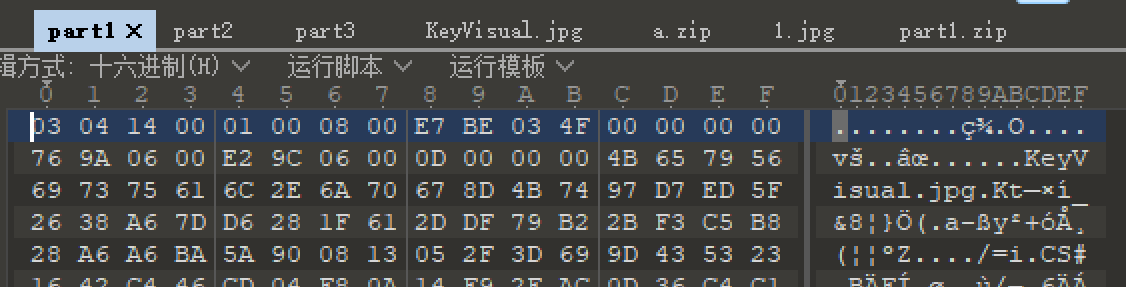 part1 × part2 part3 KeyVisual.jpg a.zip 1.jpg part1.zip
辑方式: 十六进制(H) 运行脚本 运行模板
0 1 2 3 4 5 6 7 8 9 A B C D E F 0123456789ABCDEF
03 04 14 00 01 00 08 00 E7 BE 03 4F 00 00 00 00 ........ç¾.O....
76 9A 06 00 E2 9C 06 00 0D 00 00 00 4B 65 79 56 vš..âœ......KeyV
69 73 75 61 6C 2E 6A 70 67 8D 4B 74 97 D7 ED 5F isual.jpg.Kt—×í_
26 38 A6 7D D6 28 1F 61 2D DF 79 B2 2B F3 C5 B8 &8¦}Ö(.a-ßy²+óÅ¸
28 A6 A6 BA 5A 90 08 13 05 2F 3D 69 9D 43 53 23 (¦¦ºZ..../=i.CS#